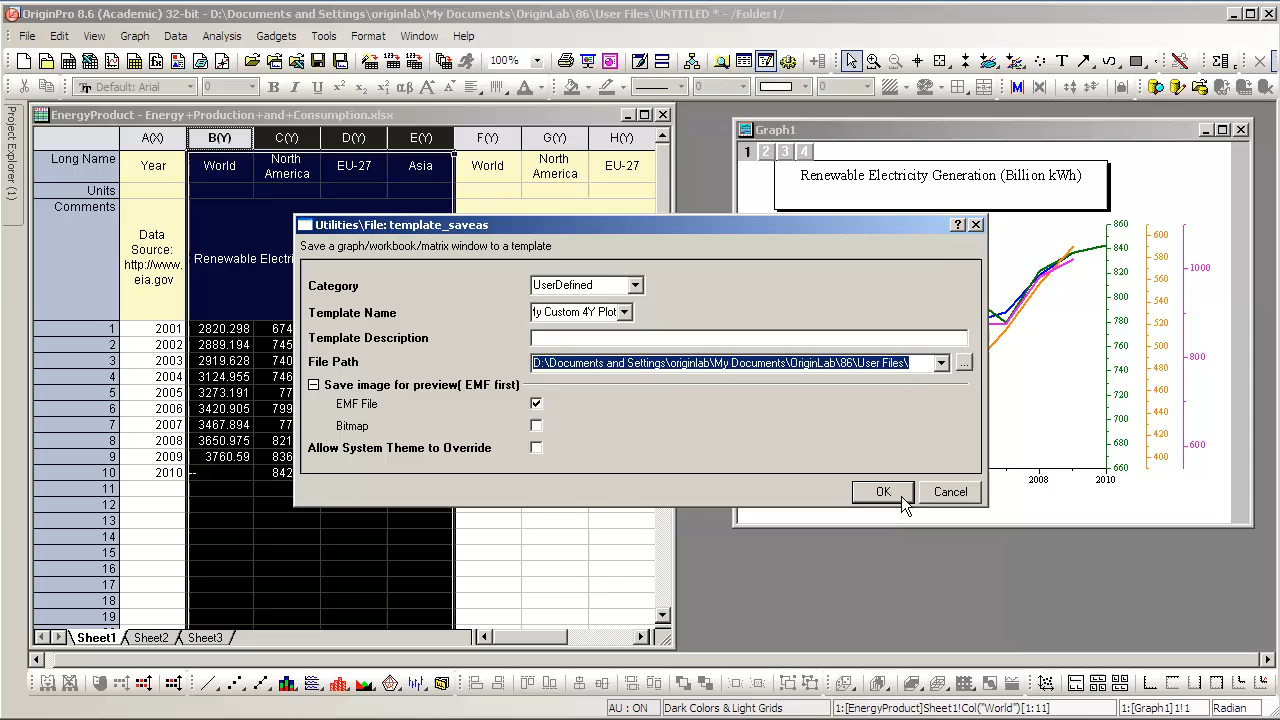 OriginPro 8.6 (Academic) 32-bit - D:\Documents and Settings\originlab\My Documents\OriginLab\86\User Files\UNTITLED * - /Folder1/
File Edit View Graph Data Analysis Gadgets Tools Format Window Help
100%
Default: Arial 0 B I U αβ A A 0 0
Project Explorer (1)
EnergyProduct - Energy+Production+and+Consumption.xlsx
A(X) B(Y) C(Y) D(Y) E(Y) F(Y) G(Y) H(Y)
Long Name Year World North America EU-27 Asia World North America EU-27
Units
Comments
Data Source: http://www.eia.gov
Renewable Electri
1 2001 2820.298 674
2 2002 2889.194 745
3 2003 2919.628 740
4 2004 3124.955 746
5 2005 3273.191 77
6 2006 3420.905 799
7 2007 3467.894 77
8 2008 3650.975 821
9 2009 3760.59 836
10 2010 -- 842
11
12
13
14
15
16
17
18
19
Sheet1 Sheet2 Sheet3
Graph1
1 2 3 4
Renewable Electricity Generation (Billion kWh)
860
840
820
800
780
760
740
720
700
680
660
600
580
560
540
520
500
480
460
440
420
400
1000
800
600
2008 2010
Utilities\File: template_saveas
Save a graph/workbook/matrix window to a template
Category UserDefined
Template Name Custom 4Y Plot
Template Description
File Path D:\Documents and Settings\originlab\My Documents\OriginLab\86\User Files\ ...
Save image for preview( EMF first)
EMF File
Bitmap
Allow System Theme to Override
OK Cancel
AU : ON Dark Colors & Light Grids 1:[EnergyProduct]Sheet1!Col("World")[1:11] 1:[Graph1]1!1 Radian